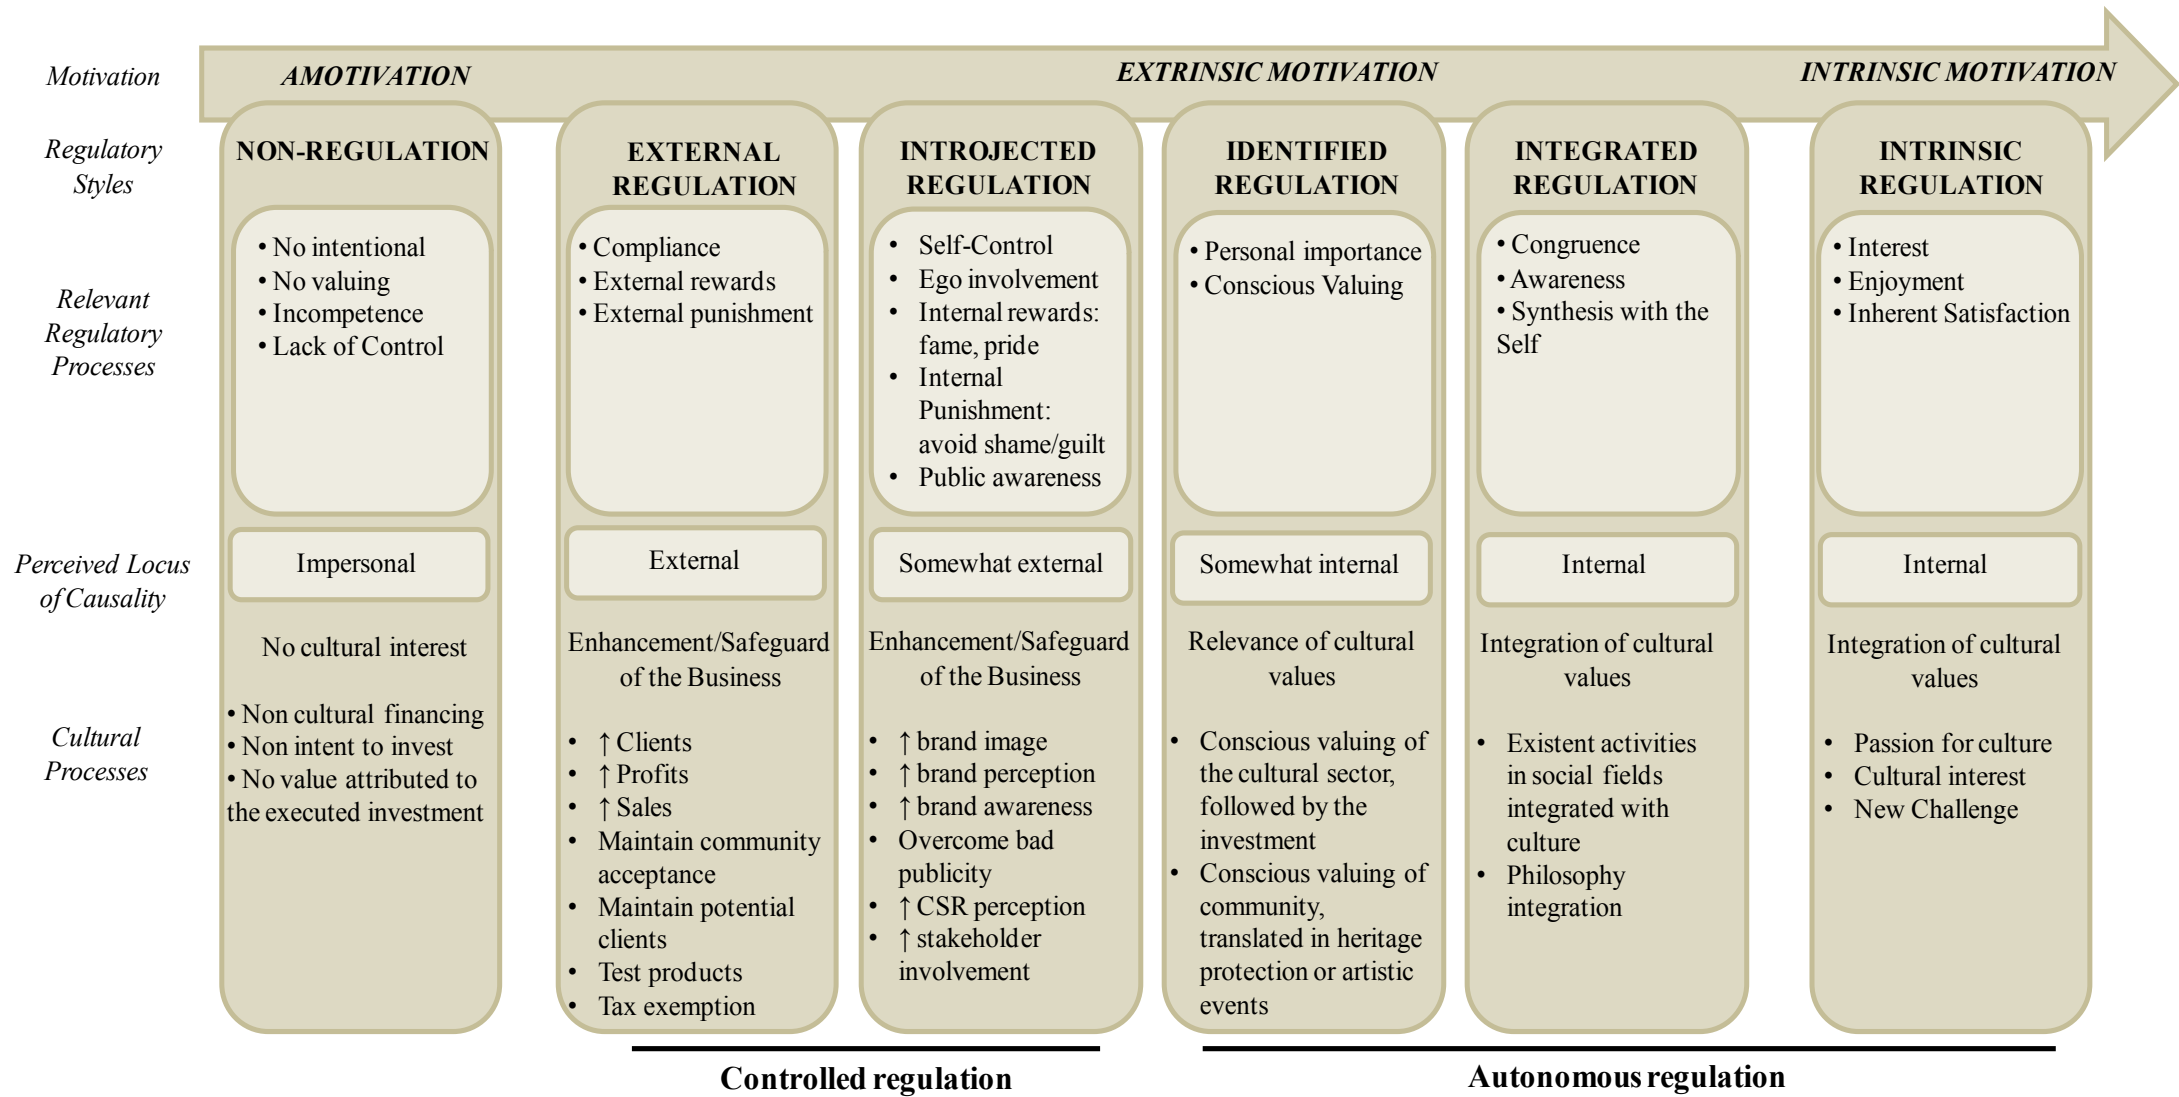 Motivation
AMOTIVATION
EXTRINSIC MOTIVATION
INTRINSIC MOTIVATION
Regulatory
Styles
NON-REGULATION
EXTERNAL
REGULATION
INTROJECTED
REGULATION
IDENTIFIED
REGULATION
INTEGRATED
REGULATION
INTRINSIC
REGULATION
Relevant
Regulatory
Processes
• No intentional
• No valuing
• Incompetence
• Lack of Control
• Compliance
• External rewards
• External punishment
• Self-Control
• Ego involvement
• Internal rewards:
fame, pride
• Internal
Punishment:
avoid shame/guilt
• Public awareness
• Personal importance
• Conscious Valuing
• Congruence
• Awareness
• Synthesis with the
Self
• Interest
• Enjoyment
• Inherent Satisfaction
Perceived Locus
of Causality
Impersonal
External
Somewhat external
Somewhat internal
Internal
Internal
Cultural
Processes
No cultural interest
• Non cultural financing
• Non intent to invest
• No value attributed to
the executed investment
Enhancement/Safeguard
of the Business
• ↑ Clients
• ↑ Profits
• ↑ Sales
• Maintain community
acceptance
• Maintain potential
clients
• Test products
• Tax exemption
Enhancement/Safeguard
of the Business
• ↑ brand image
• ↑ brand perception
• ↑ brand awareness
• Overcome bad
publicity
• ↑ CSR perception
• ↑ stakeholder
involvement
Relevance of cultural
values
• Conscious valuing of
the cultural sector,
followed by the
investment
• Conscious valuing of
community,
translated in heritage
protection or artistic
events
Integration of cultural
values
• Existent activities
in social fields
integrated with
culture
• Philosophy
integration
Integration of cultural
values
• Passion for culture
• Cultural interest
• New Challenge
Controlled regulation
Autonomous regulation